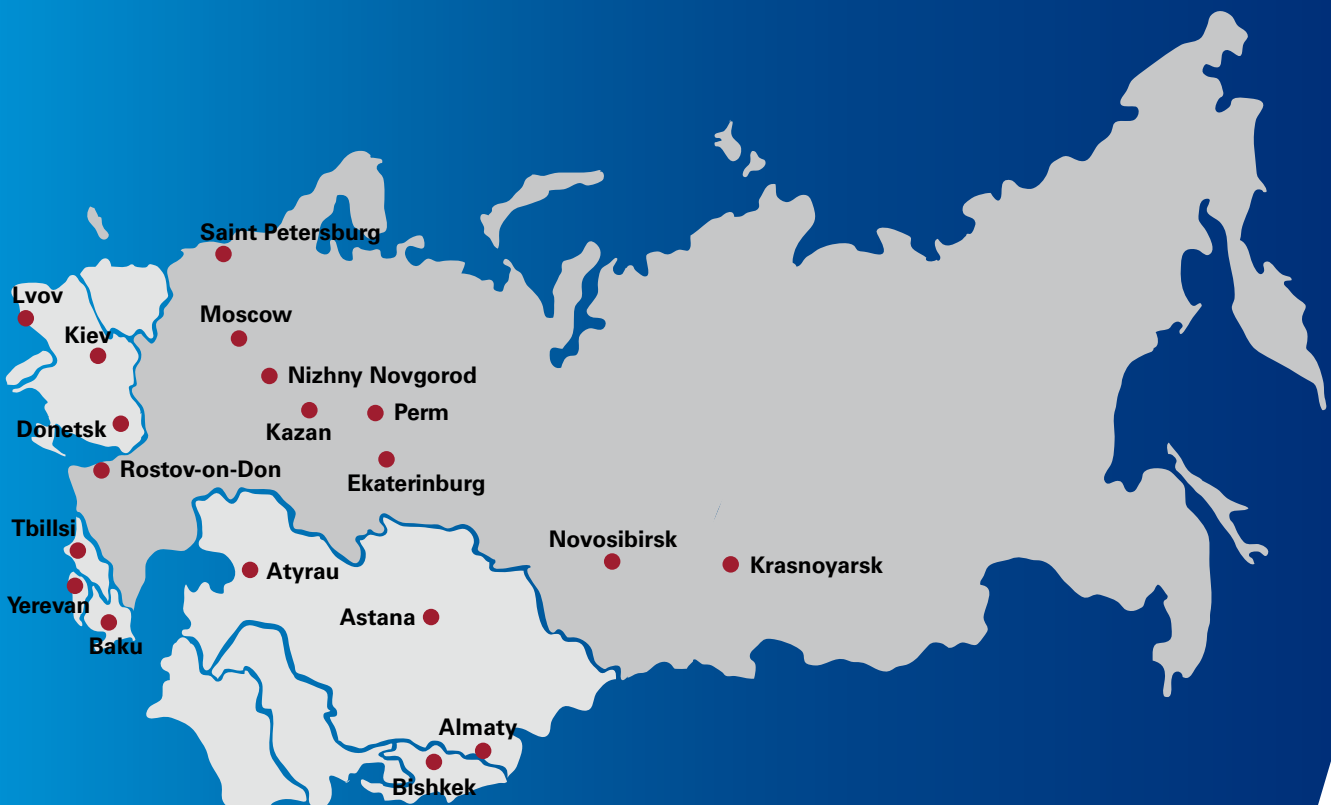 Saint Petersburg
Lvov
Moscow
Kiev
Nizhny Novgorod
Perm
Kazan
Donetsk
Rostov-on-Don
Ekaterinburg
Tbillsi
Novosibirsk
Krasnoyarsk
Atyrau
Yerevan
Astana
Baku
Almaty
Bishkek